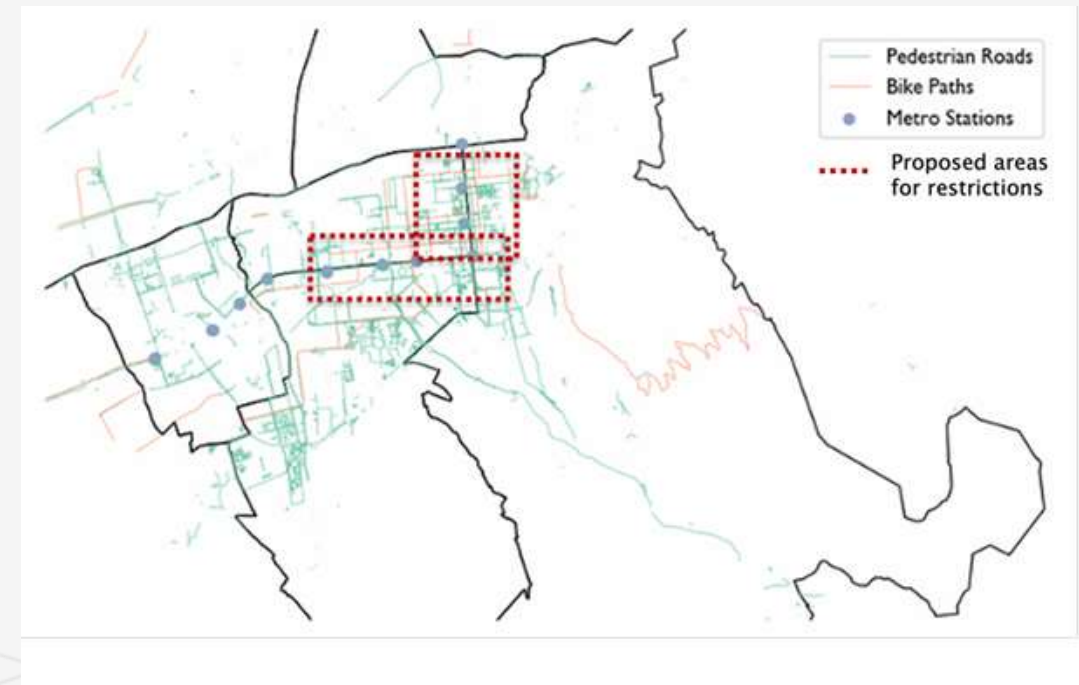 Pedestrian Roads
Bike Paths
Metro Stations
Proposed areas
for restrictions